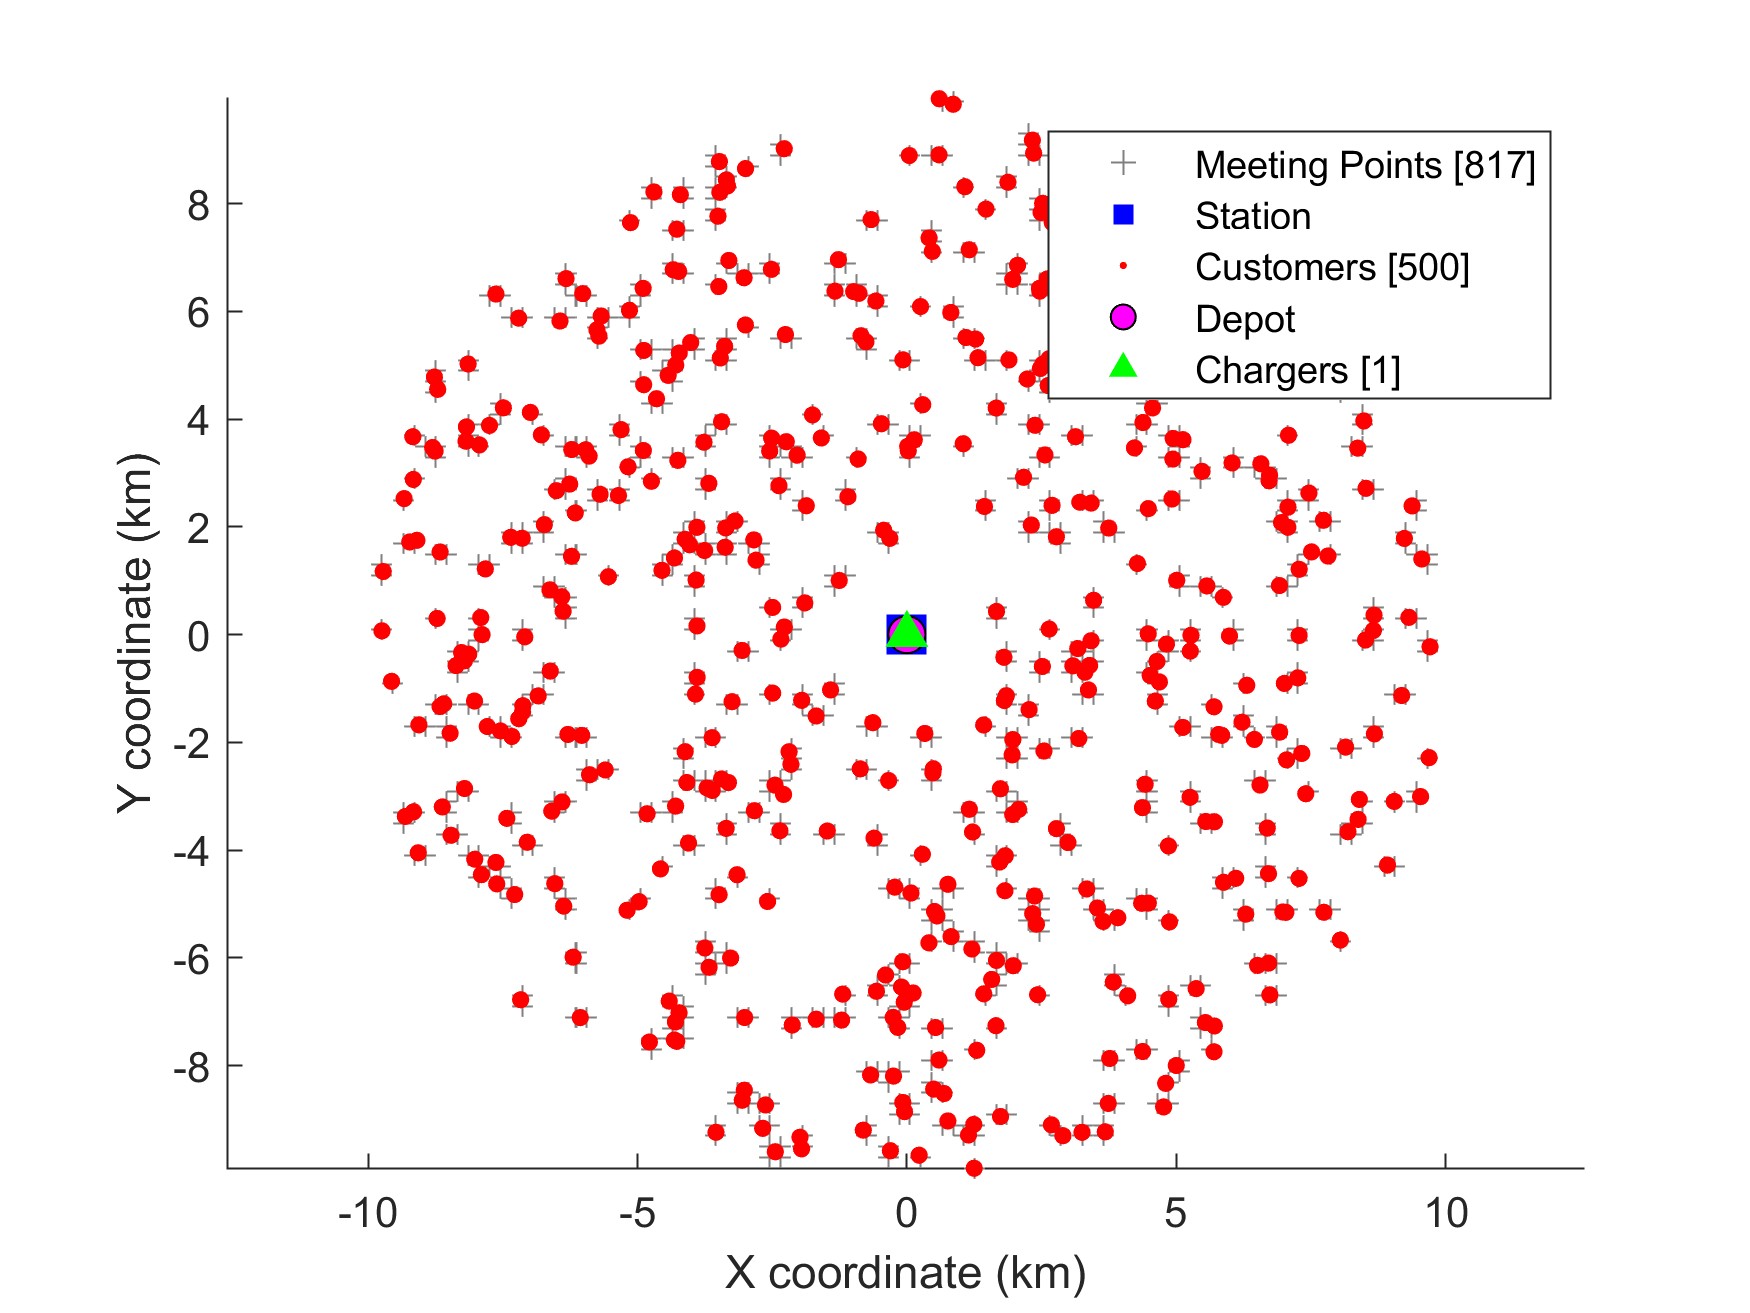 Meeting Points [817]
Station
Customers [500]
Depot
Chargers [1]
8
6
4
2
0
-2
-4
-6
-8
Y coordinate (km)
-10 -5 0 5 10
X coordinate (km)